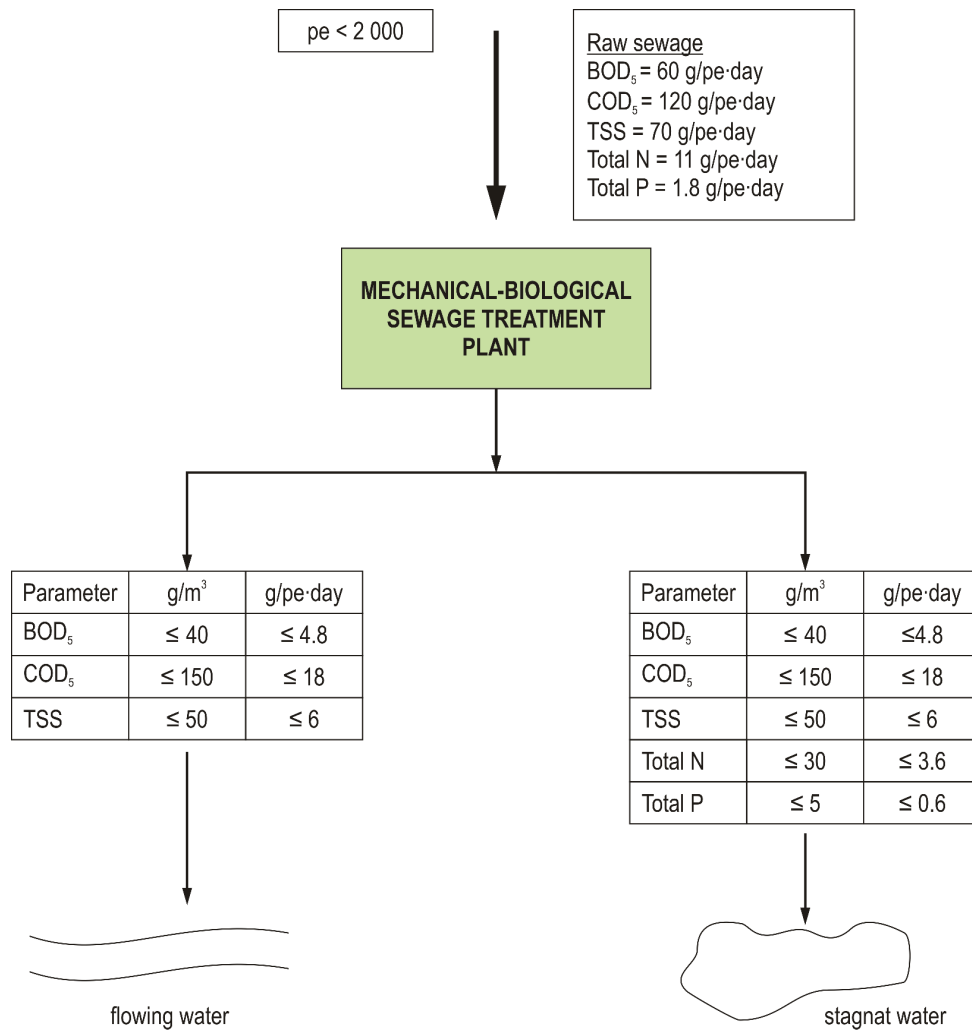 pe < 2 000
Raw sewage
BOD₅ = 60 g/pe·day
COD₅ = 120 g/pe·day
TSS = 70 g/pe·day
Total N = 11 g/pe·day
Total P = 1.8 g/pe·day
MECHANICAL-BIOLOGICAL
SEWAGE TREATMENT
PLANT
Parameter g/m³ g/pe·day
BOD₅ ≤ 40 ≤ 4.8
COD₅ ≤ 150 ≤ 18
TSS ≤ 50 ≤ 6
Parameter g/m³ g/pe·day
BOD₅ ≤ 40 ≤4.8
COD₅ ≤ 150 ≤ 18
TSS ≤ 50 ≤ 6
Total N ≤ 30 ≤ 3.6
Total P ≤ 5 ≤ 0.6
flowing water
stagnat water